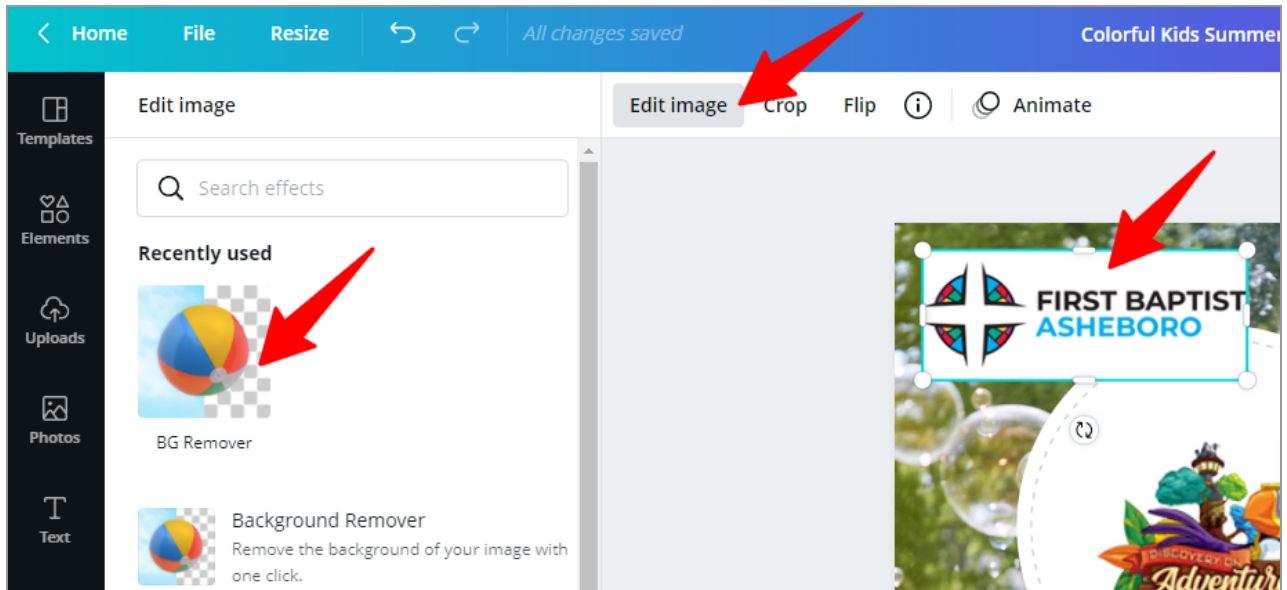 Home File Resize All changes saved Colorful Kids Summer
Templates
Elements
Uploads
Photos
Text
Edit image
Search effects
Recently used
BG Remover
Background Remover
Remove the background of your image with
one click.
Edit image Crop Flip Animate
FIRST BAPTIST
ASHEBORO
DISCOVERY ON
Adventur